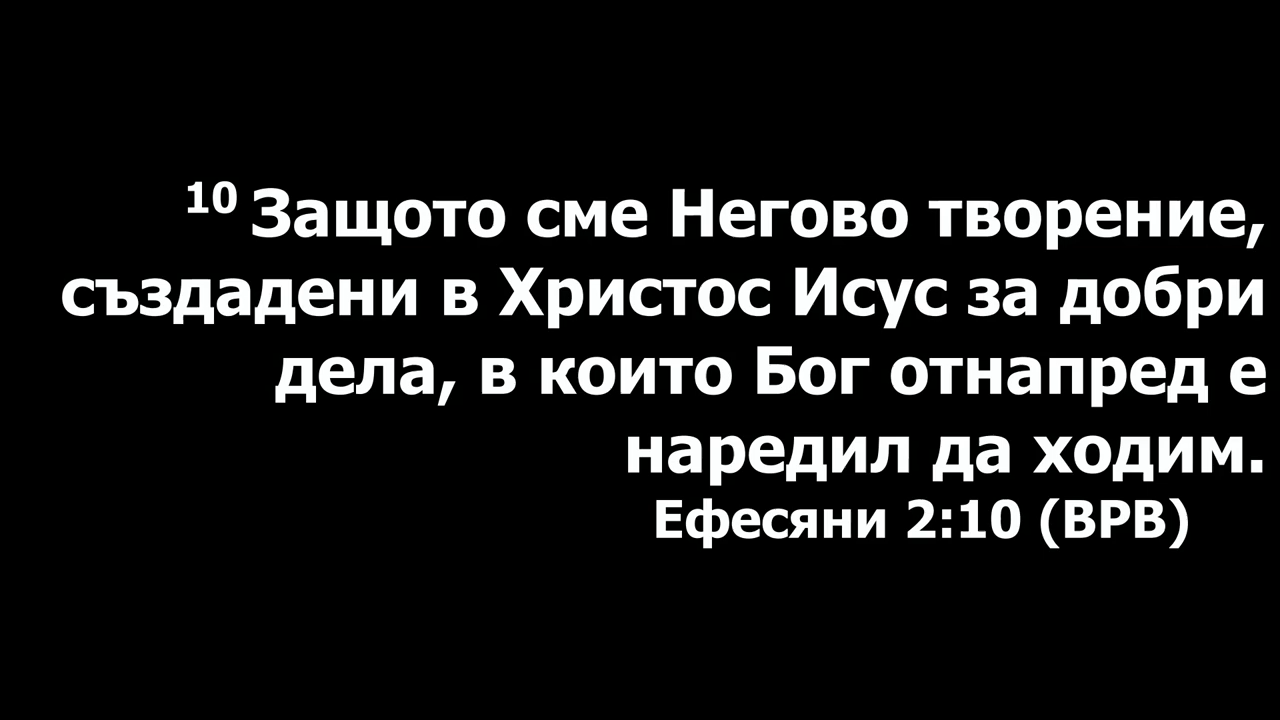 10 Защото сме Негово творение,
създадени в Христос Исус за добри
дела, в които Бог отнапред е
наредил да ходим.
Ефесяни 2:10 (ВРВ)